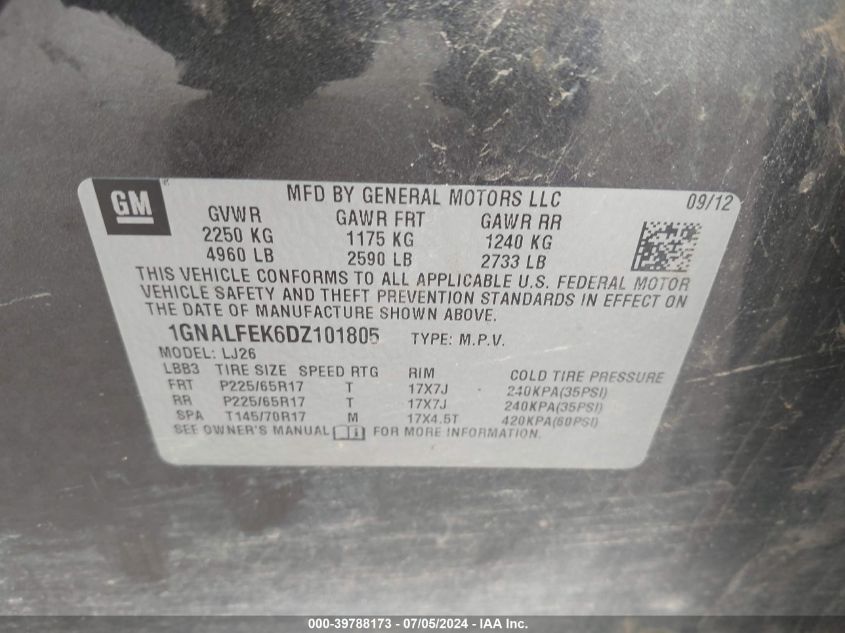 GM
MFD BY GENERAL MOTORS LLC
09/12
GVWR GAWR FRT GAWR RR
2250 KG 1175 KG 1240 KG
4960 LB 2590 LB 2733 LB
THIS VEHICLE CONFORMS TO ALL APPLICABLE U.S. FEDERAL MOTOR
VEHICLE SAFETY AND THEFT PREVENTION STANDARDS IN EFFECT ON
THE DATE OF MANUFACTURE SHOWN ABOVE.
1GNALFEK6DZ101805 TYPE: M.P.V.
MODEL: LJ26
LBB3 TIRE SIZE SPEED RTG RIM COLD TIRE PRESSURE
FRT P225/65R17 T 17X7J 240KPA(35PSI)
RR P225/65R17 T 17X7J 240KPA(35PSI)
SPA T145/70R17 M 17X4.5T 420KPA(60PSI)
SEE OWNER'S MANUAL FOR MORE INFORMATION.
000-39788173 - 07/05/2024 - IAA Inc.